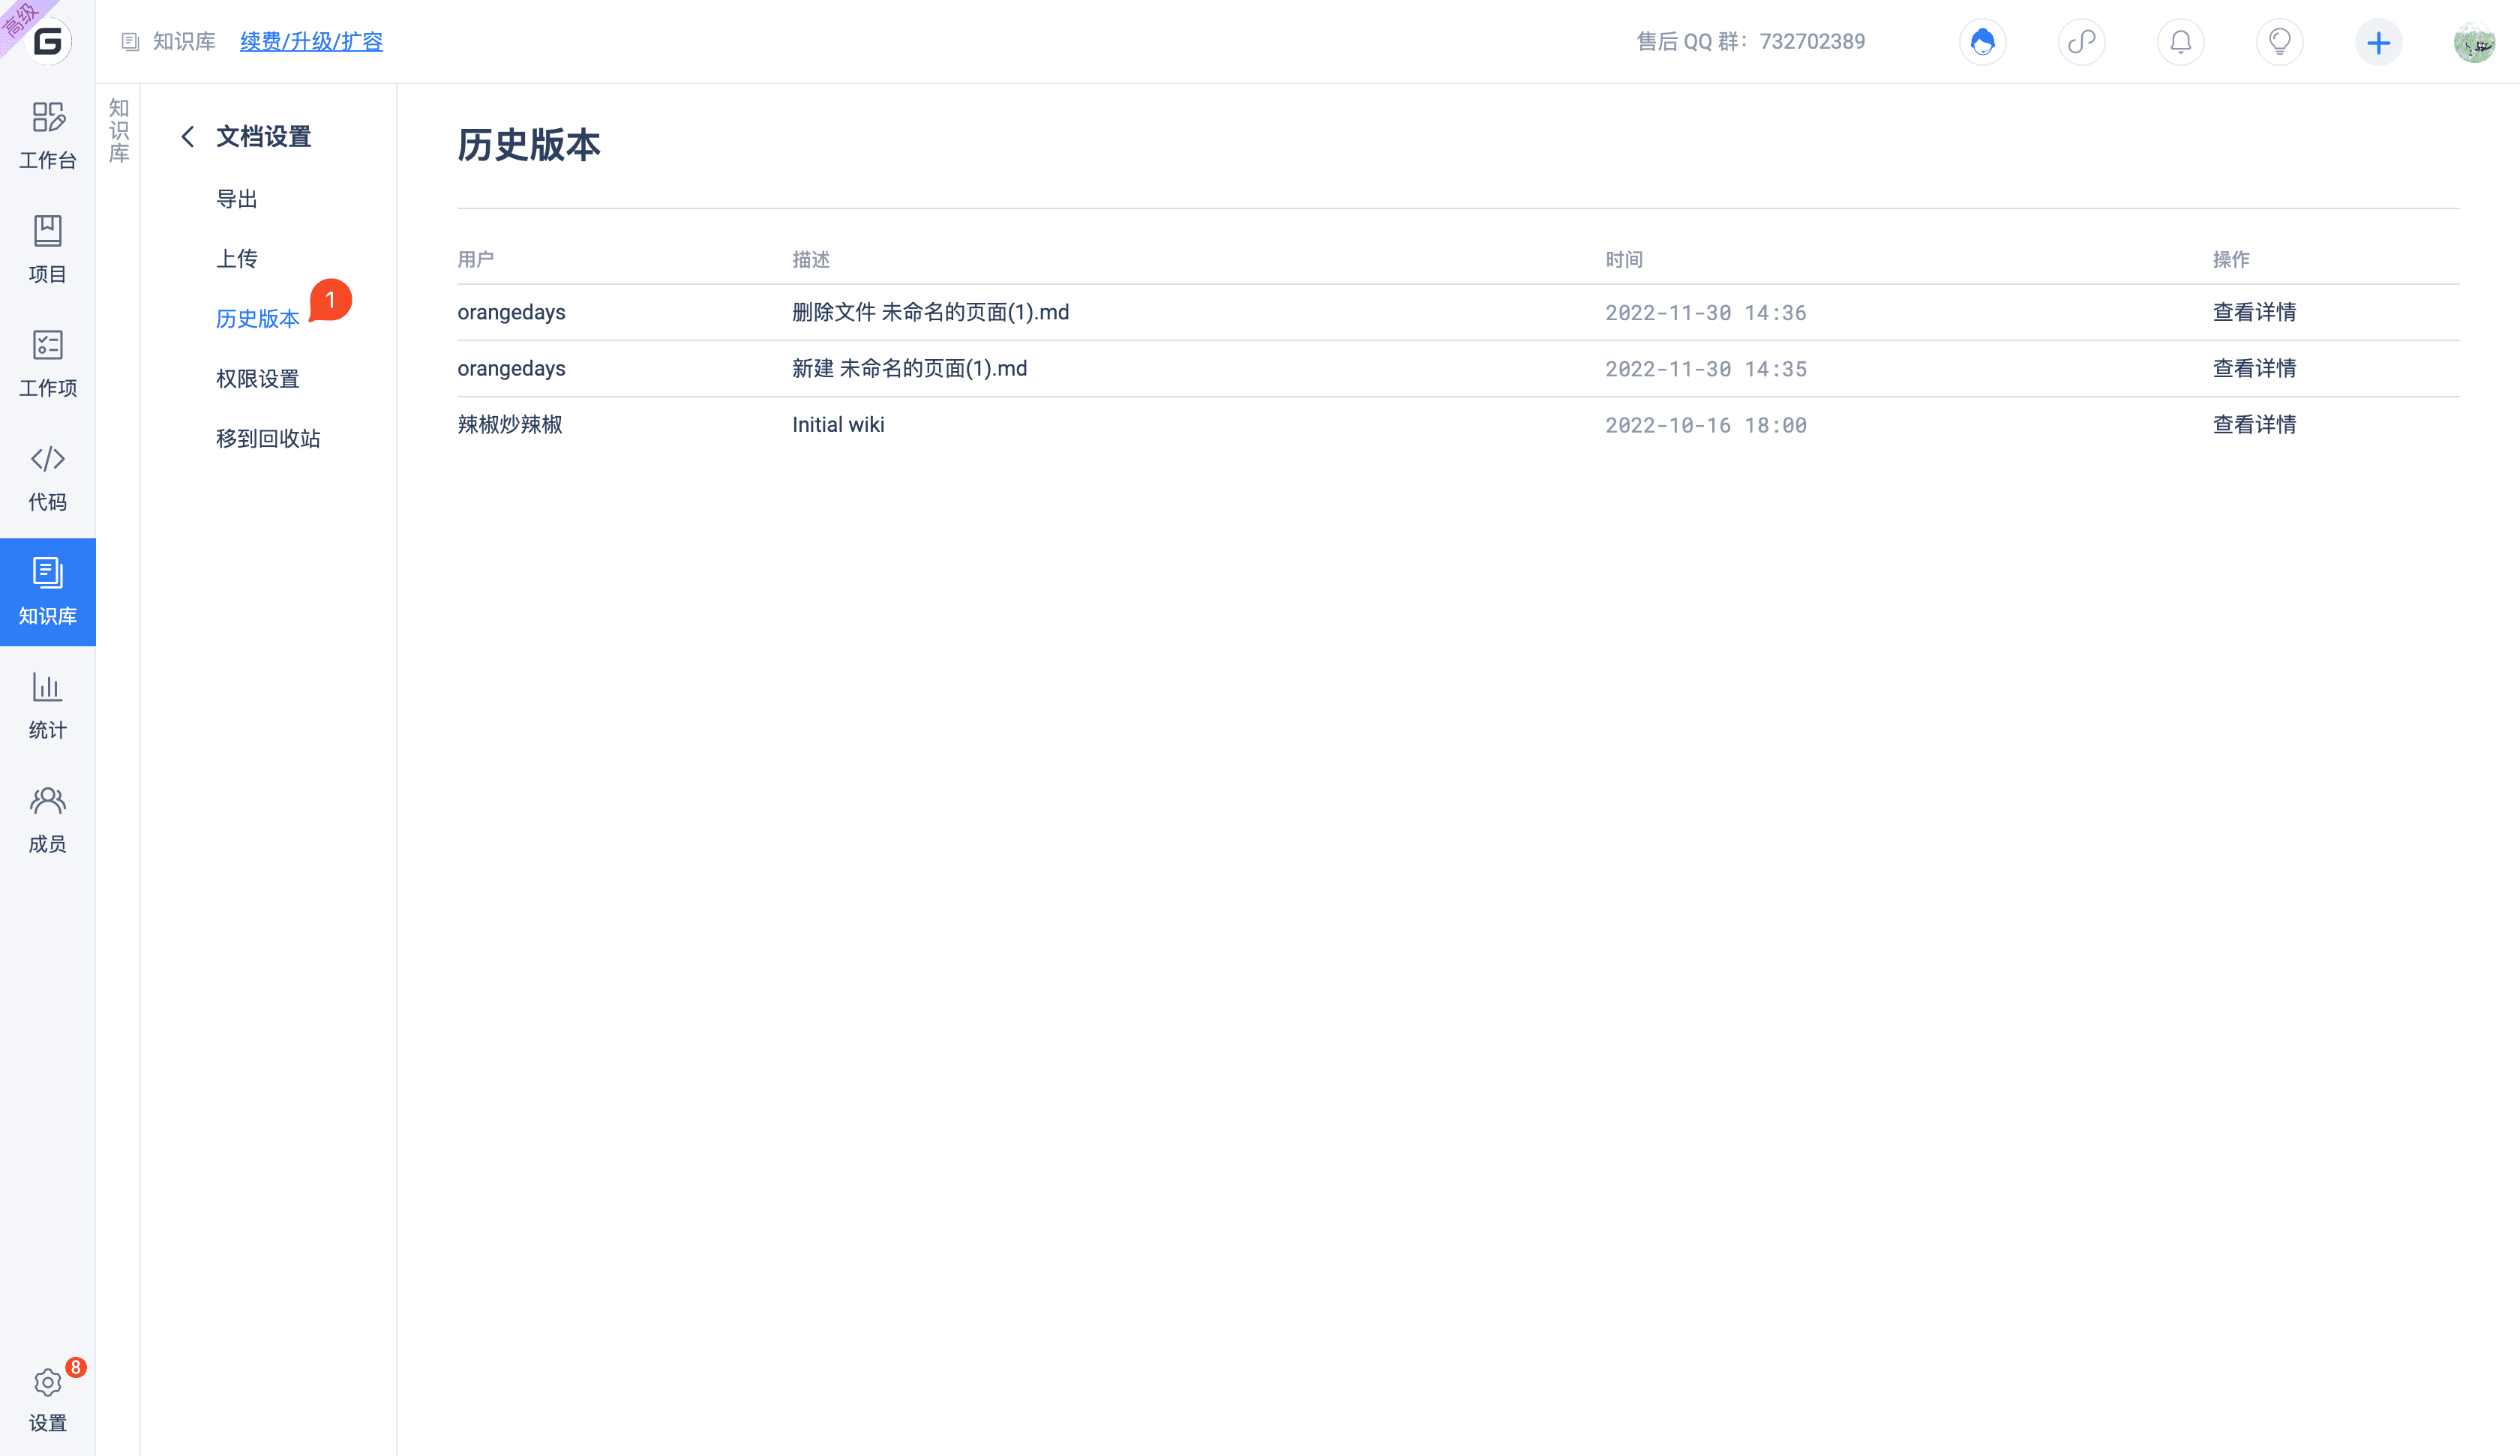 高级
G
知识库 续费/升级/扩容 售后 QQ 群：732702389
工作台
项目
工作项
代码
知识库
统计
成员
8
设置
知识库
文档设置
导出
上传
历史版本 1
权限设置
移到回收站
历史版本
用户 描述 时间 操作
orangedays 删除文件 未命名的页面(1).md 2022-11-30 14:36 查看详情
orangedays 新建 未命名的页面(1).md 2022-11-30 14:35 查看详情
辣椒炒辣椒 Initial wiki 2022-10-16 18:00 查看详情